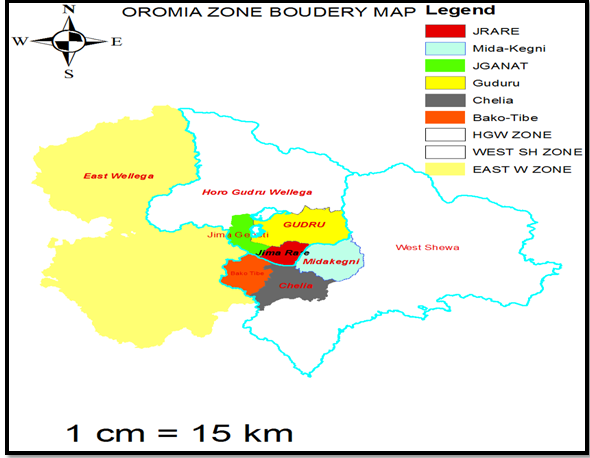 OROMIA ZONE BOUDERY MAP
Legend
N
W
E
S
JRARE
Mida-Kegni
JGANAT
Guduru
Chelia
Bako-Tibe
HGW ZONE
WEST SH ZONE
EAST W ZONE
East Wellega
Horo Gudru Wellega
GUDRU
Jima
Jima Rare
West Shewa
Midakegni
Bako Tibe
Chelia
1 cm = 15 km